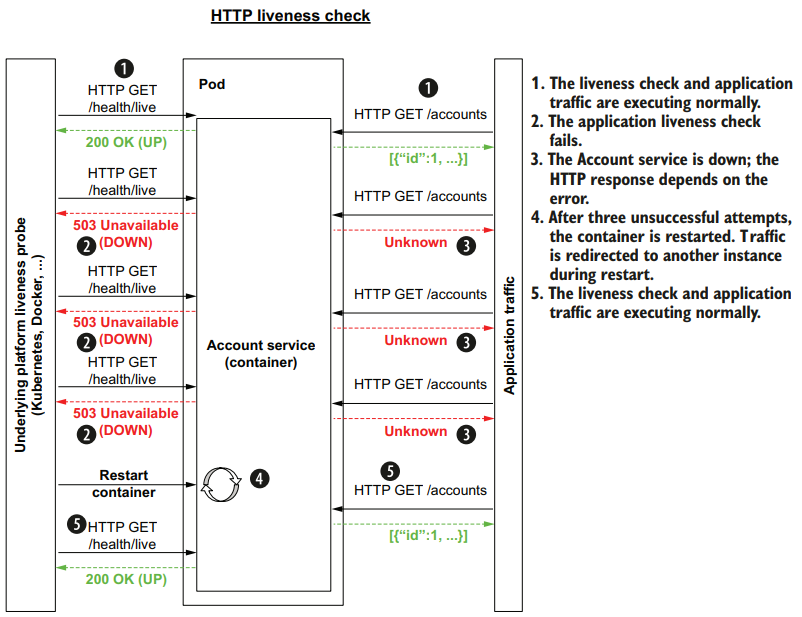 HTTP liveness check
Underlying platform liveness probe
(Kubernetes, Docker, ...)
1
HTTP GET
/health/live
200 OK (UP)
HTTP GET
/health/live
503 Unavailable
2 (DOWN)
HTTP GET
/health/live
503 Unavailable
2 (DOWN)
HTTP GET
/health/live
503 Unavailable
2 (DOWN)
Restart
container
5 HTTP GET
/health/live
200 OK (UP)
Pod
Account service
(container)
4
1
HTTP GET /accounts
[{“id”:1, ...}]
HTTP GET /accounts
Unknown 3
HTTP GET /accounts
Unknown 3
HTTP GET /accounts
Unknown 3
5
HTTP GET /accounts
[{“id”:1, ...}]
Application traffic
1. The liveness check and application
traffic are executing normally.
2. The application liveness check
fails.
3. The Account service is down; the
HTTP response depends on the
error.
4. After three unsuccessful attempts,
the container is restarted. Traffic
is redirected to another instance
during restart.
5. The liveness check and application
traffic are executing normally.